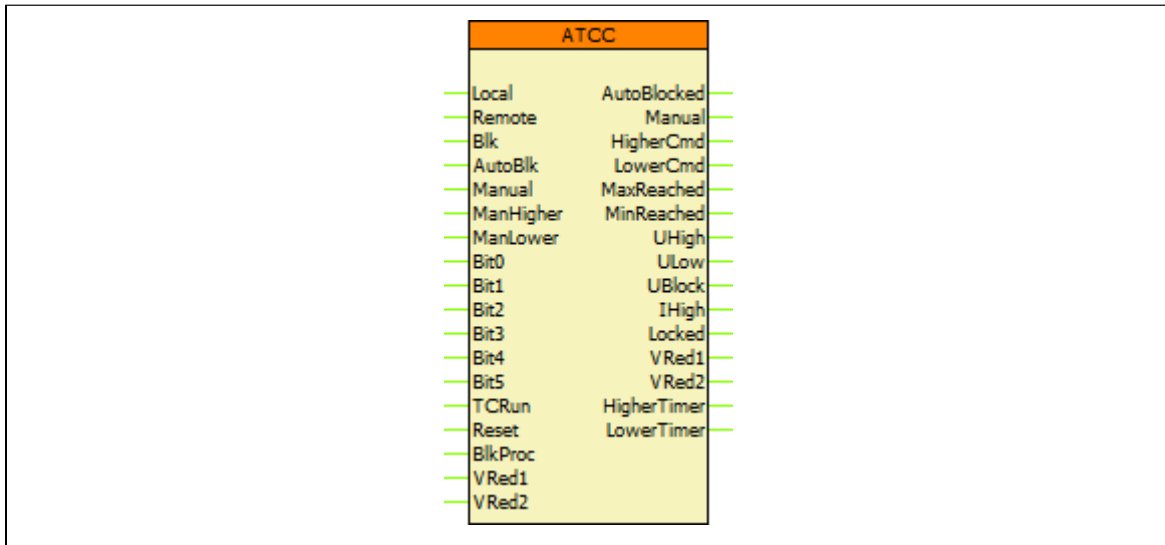 ATCC
Local AutoBlocked
Remote Manual
Blk HigherCmd
AutoBlk LowerCmd
Manual MaxReached
ManHigher MinReached
ManLower UHigh
Bit0 ULow
Bit1 UBlock
Bit2 IHigh
Bit3 Locked
Bit4 VRed1
Bit5 VRed2
TCRun HigherTimer
Reset LowerTimer
BlkProc
VRed1
VRed2